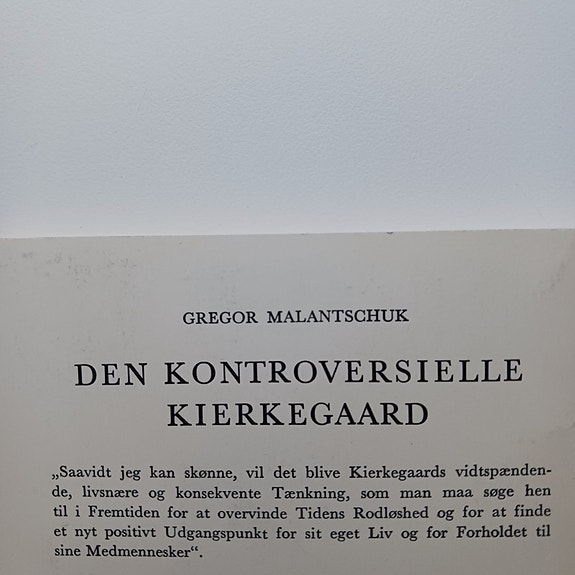 GREGOR MALANTSCHUK
DEN KONTROVERSIELLE
KIERKEGAARD
„Saavidt jeg kan skønne, vil det blive Kierkegaards vidtspænden-
de, livsnære og konsekvente Tænkning, som man maa søge hen
til i Fremtiden for at overvinde Tidens Rodløshed og for at finde
et nyt positivt Udgangspunkt for sit eget Liv og for Forholdet til
sine Medmennesker“.